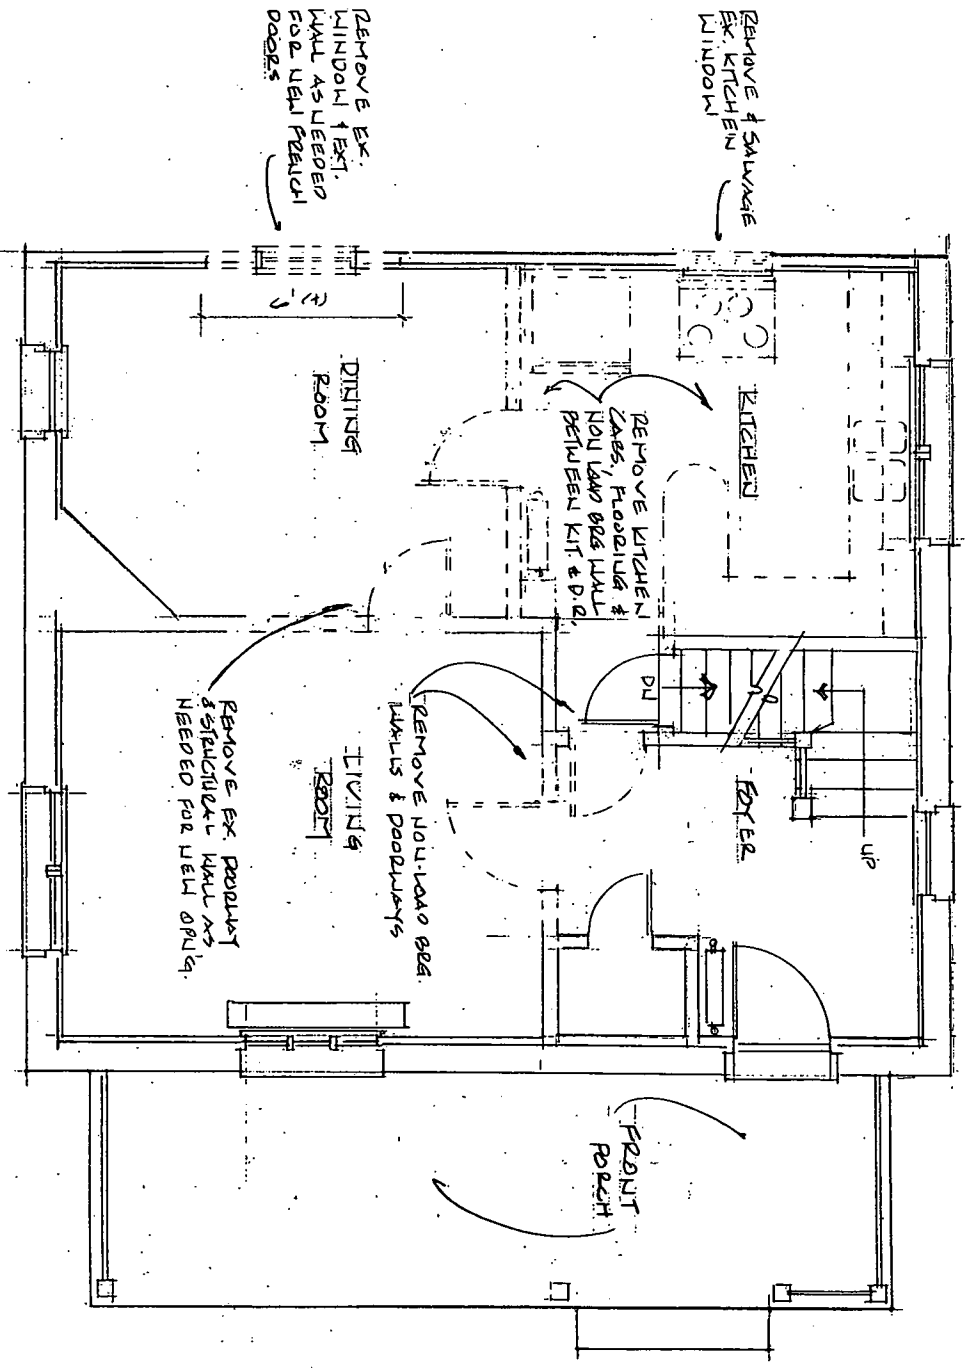 REMOVE & SALVAGE
EX. KITCHEN
WINDOW
REMOVE EX.
WINDOW & EXT.
WALL AS NEEDED
FOR NEW FRENCH
DOORS
KITCHEN
REMOVE KITCHEN
CABS, FLOORING &
NON LOAD BRG WALL
BETWEEN KIT. & D.R.
DINING
ROOM
DN
UP
FOYER
REMOVE NON-LOAD BRG.
WALLS & DOORWAYS
LIVING
ROOM
REMOVE EX. DOORWAY
& STRUCTURAL WALL AS
NEEDED FOR NEW OPN'G.
FRONT
PORCH